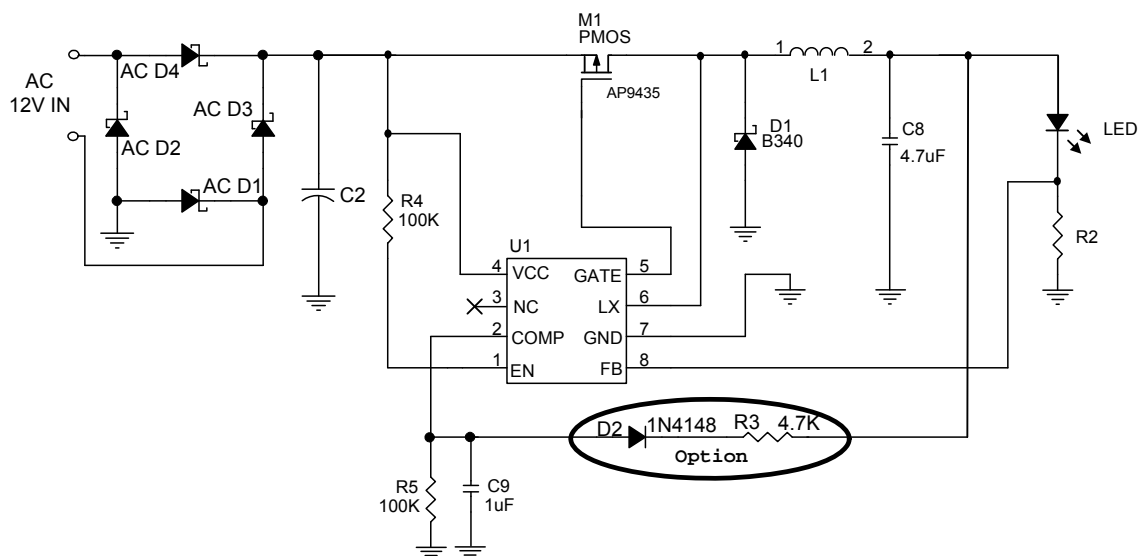 M1
PMOS
AP9435
AC
12V IN
AC D4
AC D3
AC D2
AC D1
C2
R4
100K
1
2
L1
D1
B340
C8
4.7uF
LED
R2
U1
4
VCC
GATE
5
3
NC
LX
6
2
COMP
GND
7
1
EN
FB
8
D2
1N4148
R3
4.7K
Option
R5
100K
C9
1uF